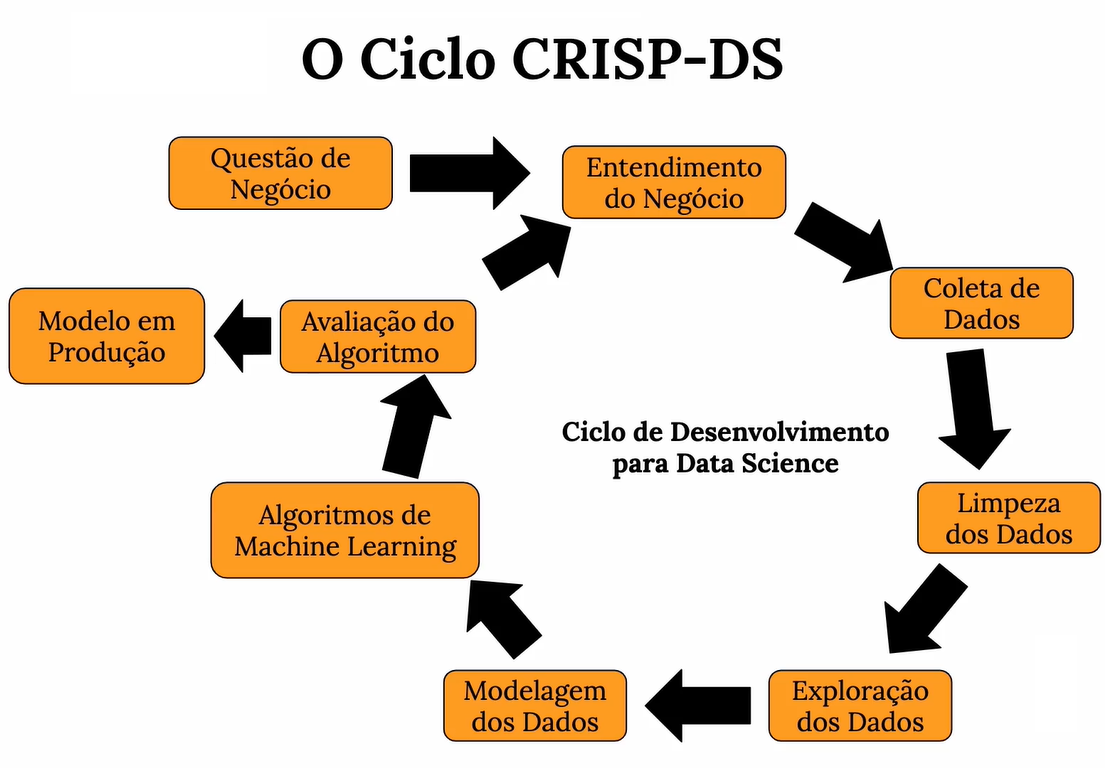 O Ciclo CRISP-DS
Questão de
Negócio
Entendimento
do Negócio
Coleta de
Dados
Modelo em
Produção
Avaliação do
Algoritmo
Ciclo de Desenvolvimento
para Data Science
Limpeza
dos Dados
Algoritmos de
Machine Learning
Modelagem
dos Dados
Exploração
dos Dados